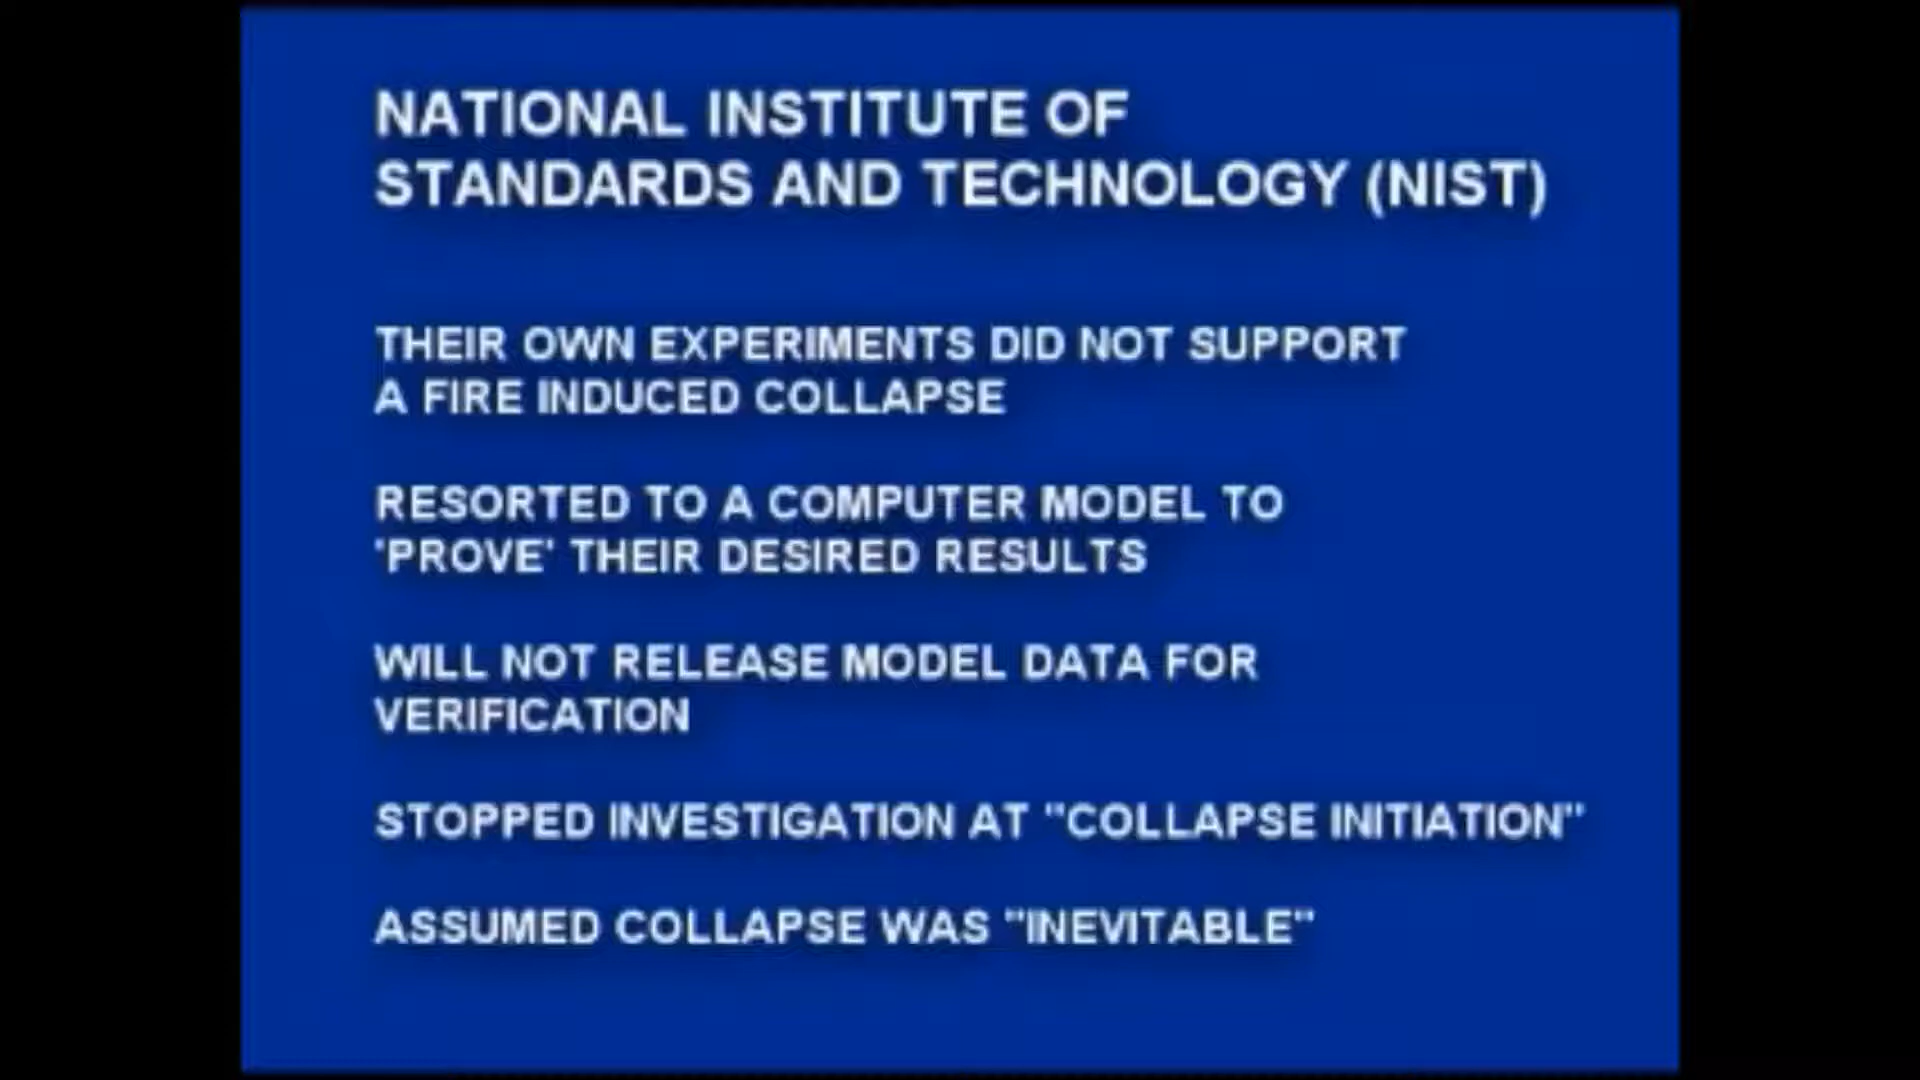 NATIONAL INSTITUTE OF
STANDARDS AND TECHNOLOGY (NIST)
THEIR OWN EXPERIMENTS DID NOT SUPPORT
A FIRE INDUCED COLLAPSE
RESORTED TO A COMPUTER MODEL TO
'PROVE' THEIR DESIRED RESULTS
WILL NOT RELEASE MODEL DATA FOR
VERIFICATION
STOPPED INVESTIGATION AT "COLLAPSE INITIATION"
ASSUMED COLLAPSE WAS "INEVITABLE"